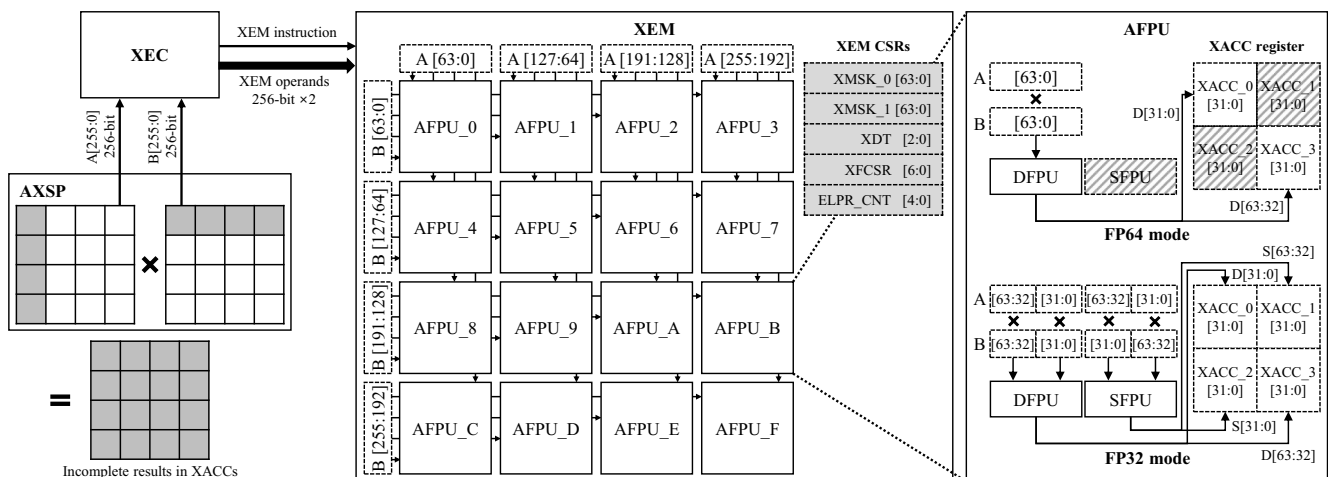 XEC
XEM instruction
XEM operands
256-bit ×2
A[255:0]
256-bit
B[255:0]
256-bit
AXSP
×
=
Incomplete results in XACCs
XEM
A [63:0]
A [127:64]
A [191:128]
A [255:192]
B [63:0]
AFPU_0
AFPU_1
AFPU_2
AFPU_3
B [127:64]
AFPU_4
AFPU_5
AFPU_6
AFPU_7
B [191:128]
AFPU_8
AFPU_9
AFPU_A
AFPU_B
B [255:192]
AFPU_C
AFPU_D
AFPU_E
AFPU_F
XEM CSRs
XMSK_0 [63:0]
XMSK_1 [63:0]
XDT [2:0]
XFCSR [6:0]
ELPR_CNT [4:0]
AFPU
XACC register
A [63:0]
×
B [63:0]
DFPU
SFPU
D[31:0]
XACC_0
[31:0]
XACC_1
[31:0]
XACC_2
[31:0]
XACC_3
[31:0]
D[63:32]
FP64 mode
S[63:32]
D[31:0]
A [63:32] [31:0] [63:32] [31:0]
× × × ×
B [63:32] [31:0] [31:0] [63:32]
DFPU
SFPU
XACC_0
[31:0]
XACC_1
[31:0]
XACC_2
[31:0]
XACC_3
[31:0]
S[31:0]
D[63:32]
FP32 mode